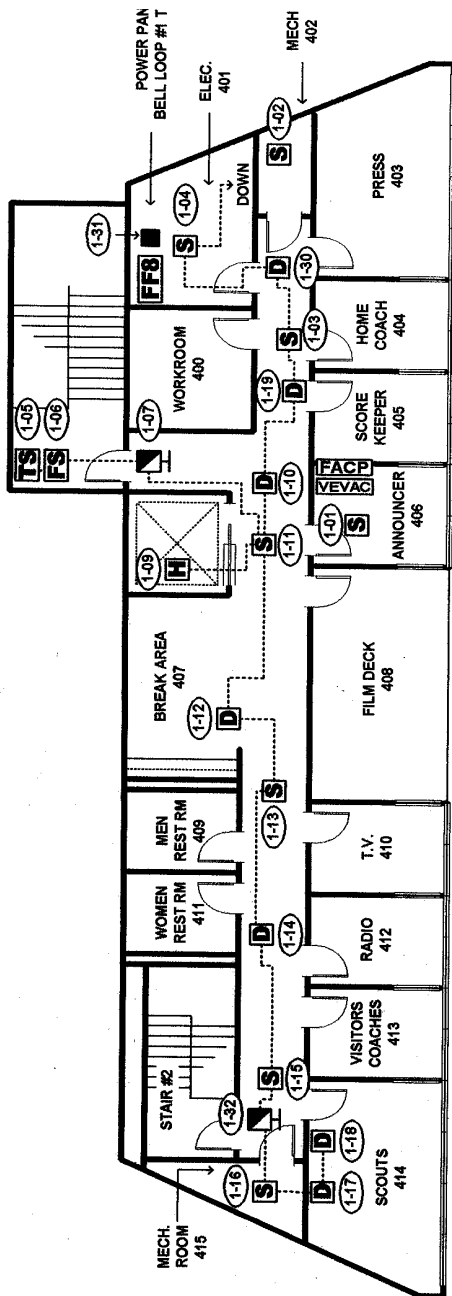 POWER PAN
BELL LOOP #1 T
ELEC.
401
MECH
402
1-31
1-04
1-02
FF8
S
S
DOWN
1-05
1-06
TS
FS
1-07
WORKROOM
400
D
1-30
S
1-03
D
1-19
D
1-10
S
1-11
1-09
H
BREAK AREA
407
1-12
D
S
1-13
MEN
REST RM
409
WOMEN
REST RM
411
D
1-14
STAIR #2
S
1-15
1-32
S
1-16
MECH.
ROOM
415
D
1-17
D
1-18
SCOUTS
414
VISITORS
COACHES
413
RADIO
412
T.V.
410
FILM DECK
408
FACP
VEVAC
1-01
S
ANNOUNCER
406
SCORE
KEEPER
405
HOME
COACH
404
PRESS
403